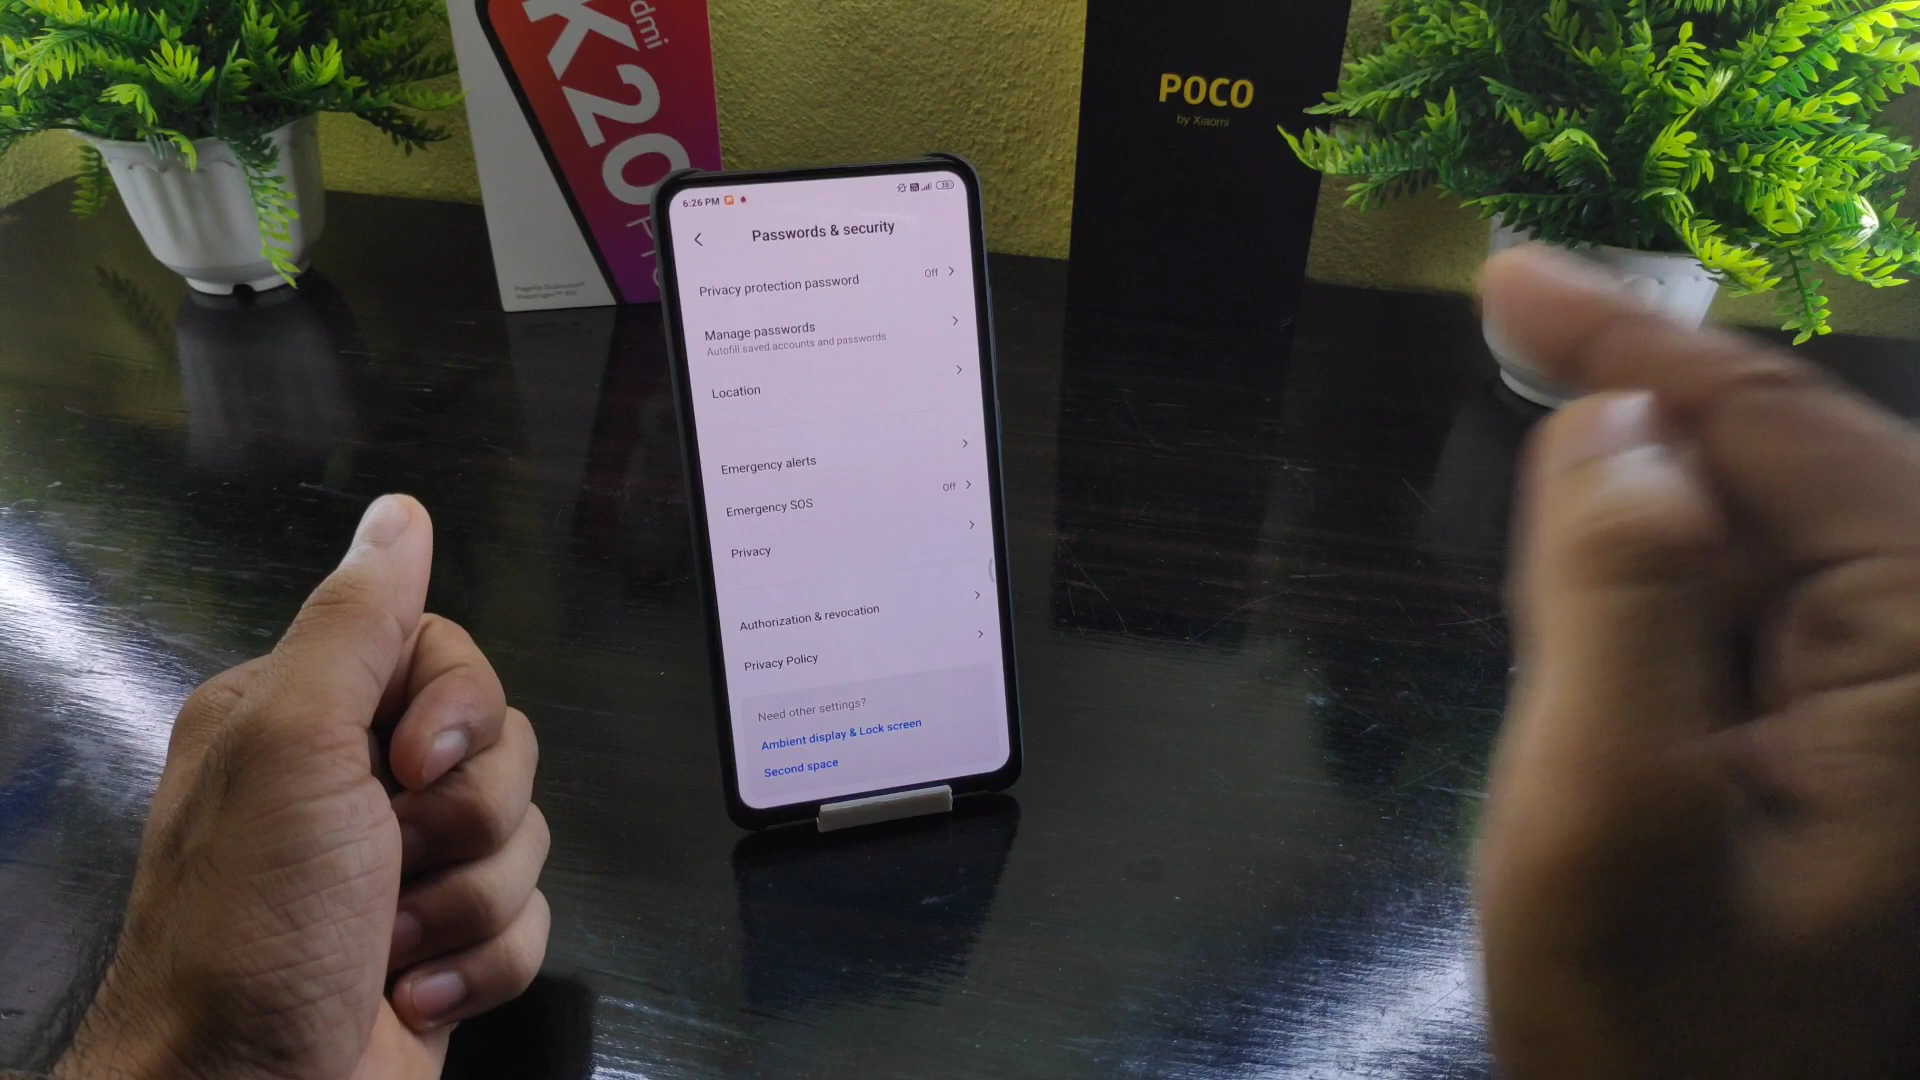 K20
Redmi
POCO
by Xiaomi
6:26 PM
35
Passwords & security
Privacy protection password
Off
Manage passwords
Autofill saved accounts and passwords
Location
Emergency alerts
Emergency SOS
Off
Privacy
Authorization & revocation
Privacy Policy
Need other settings?
Ambient display & Lock screen
Second space